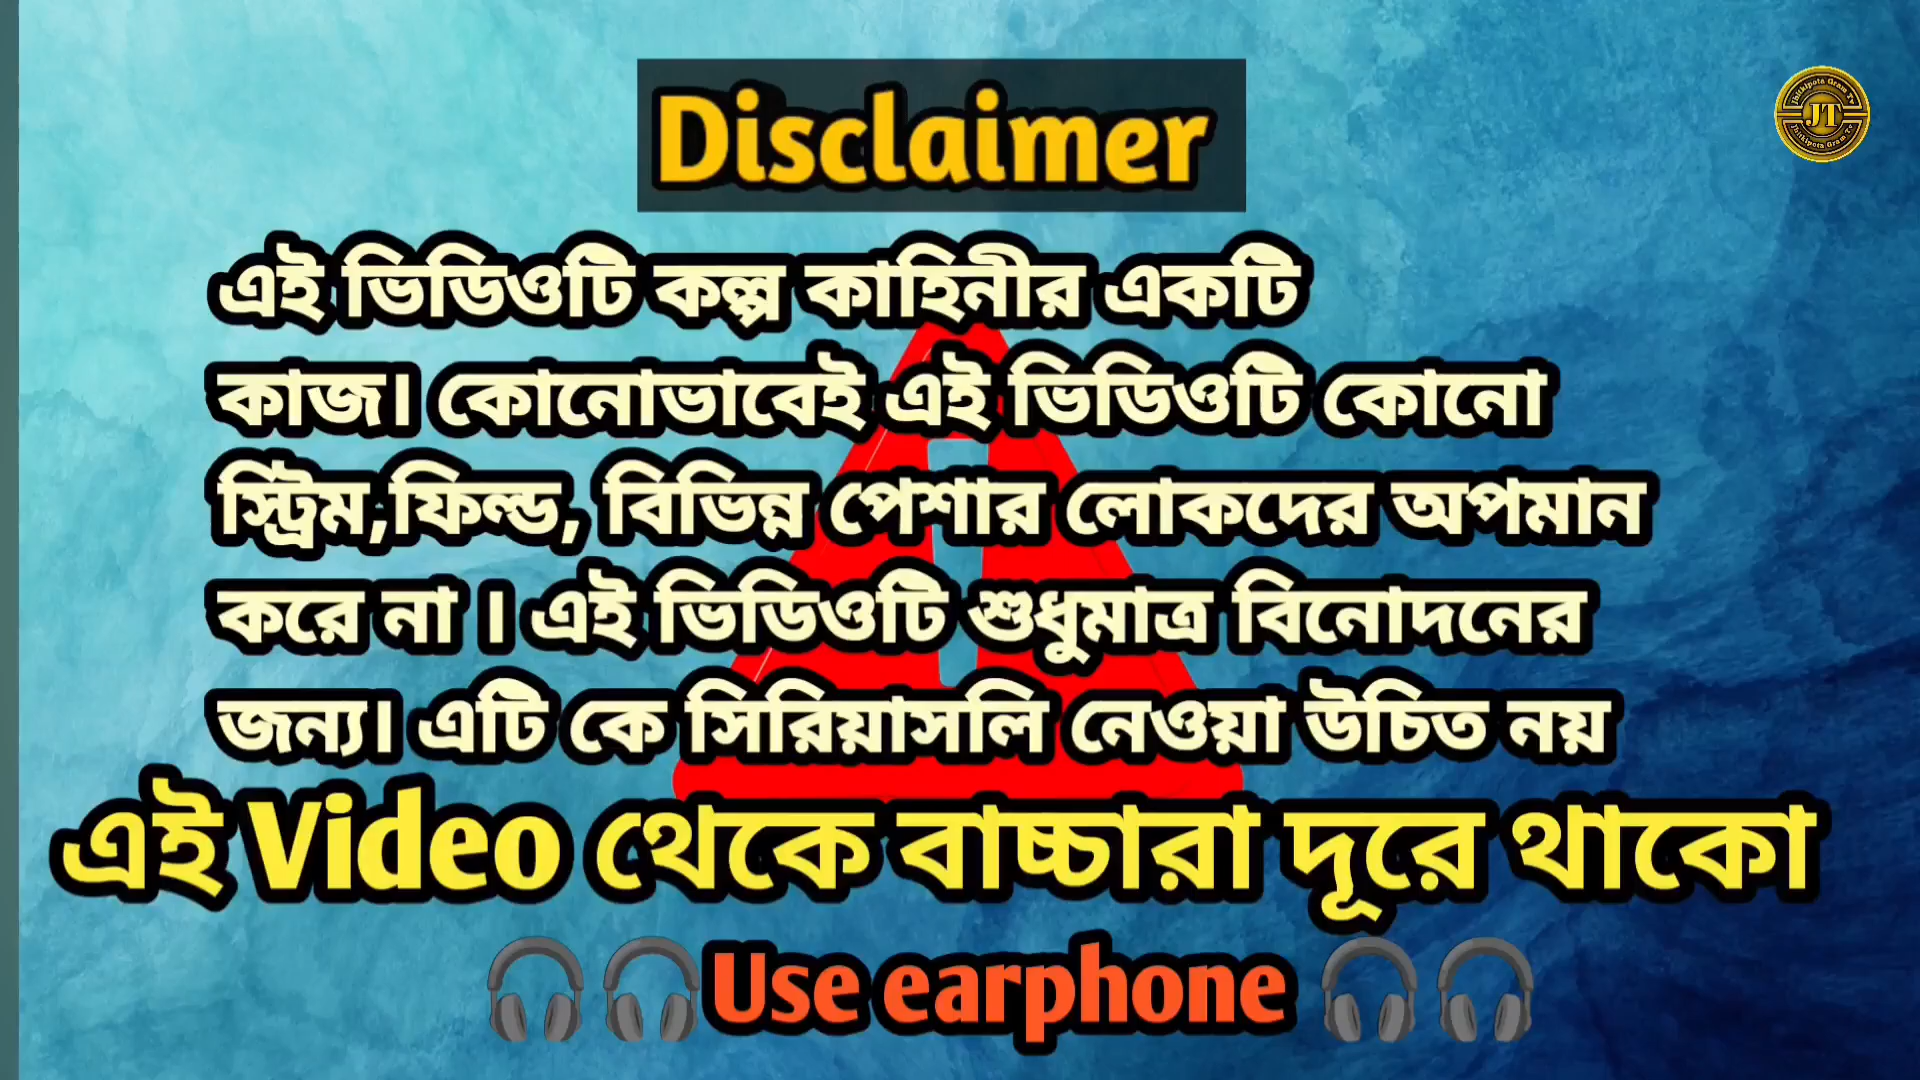 Disclaimer
এই ভিডিওটি কল্প কাহিনীর একটি
কাজ। কোনোভাবেই এই ভিডিওটি কোনো
স্ট্রিম,ফিল্ড, বিভিন্ন পেশার লোকদের অপমান
করে না । এই ভিডিওটি শুধুমাত্র বিনোদনের
জন্য। এটি কে সিরিয়াসলি নেওয়া উচিত নয়
এই Video থেকে বাচ্চারা দূরে থাকো
Use earphone
JT